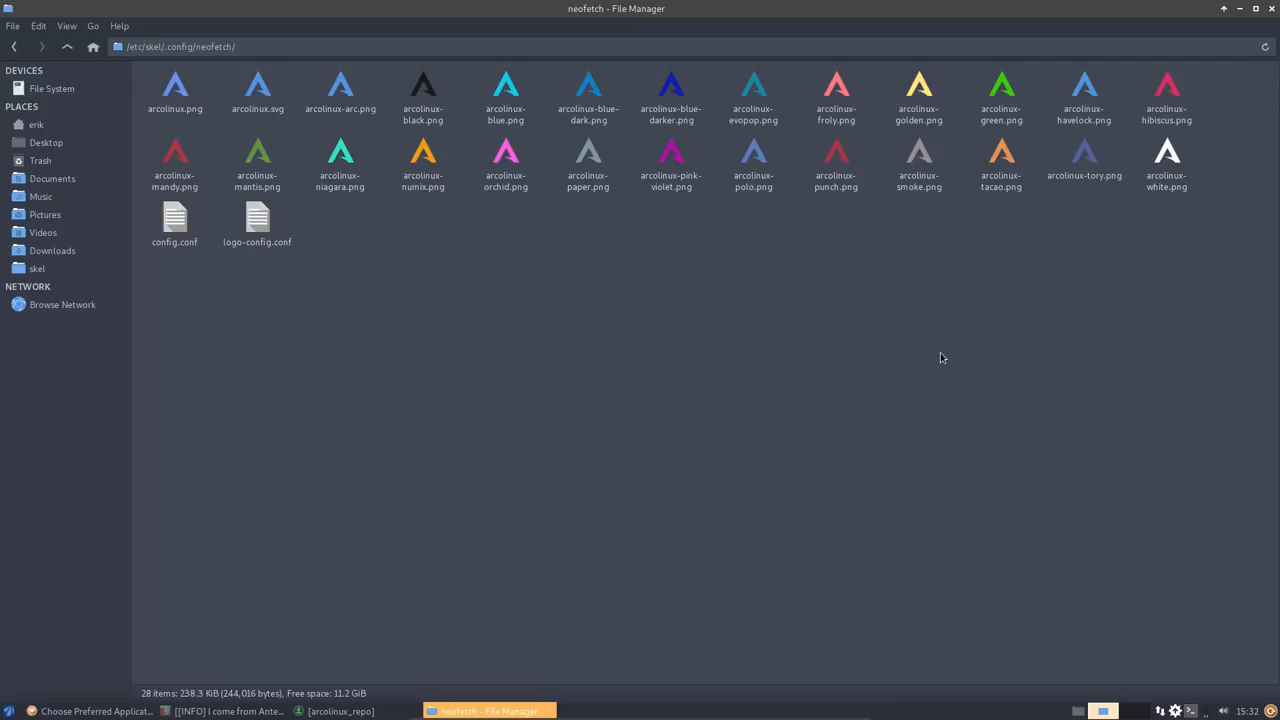 neofetch - File Manager
File Edit View Go Help
/etc/skel/.config/neofetch/
DEVICES
File System
PLACES
erik
Desktop
Trash
Documents
Music
Pictures
Videos
Downloads
skel
NETWORK
Browse Network
arcolinux.png
arcolinux.svg
arcolinux-arc.png
arcolinux-
black.png
arcolinux-
blue.png
arcolinux-blue-
dark.png
arcolinux-blue-
darker.png
arcolinux-
evopop.png
arcolinux-
froly.png
arcolinux-
golden.png
arcolinux-
green.png
arcolinux-
havelock.png
arcolinux-
hibiscus.png
arcolinux-
mandy.png
arcolinux-
mantis.png
arcolinux-
niagara.png
arcolinux-
numix.png
arcolinux-
orchid.png
arcolinux-
paper.png
arcolinux-pink-
violet.png
arcolinux-
polo.png
arcolinux-
punch.png
arcolinux-
smoke.png
arcolinux-
tacao.png
arcolinux-tory.png
arcolinux-
white.png
config.conf
logo-config.conf
28 items: 238.3 KiB (244,016 bytes), Free space: 11.2 GiB
Choose Preferred Applicat...
[[INFO] I come from Ante...
[arcolinux_repo]
neofetch - File Manager
15:32